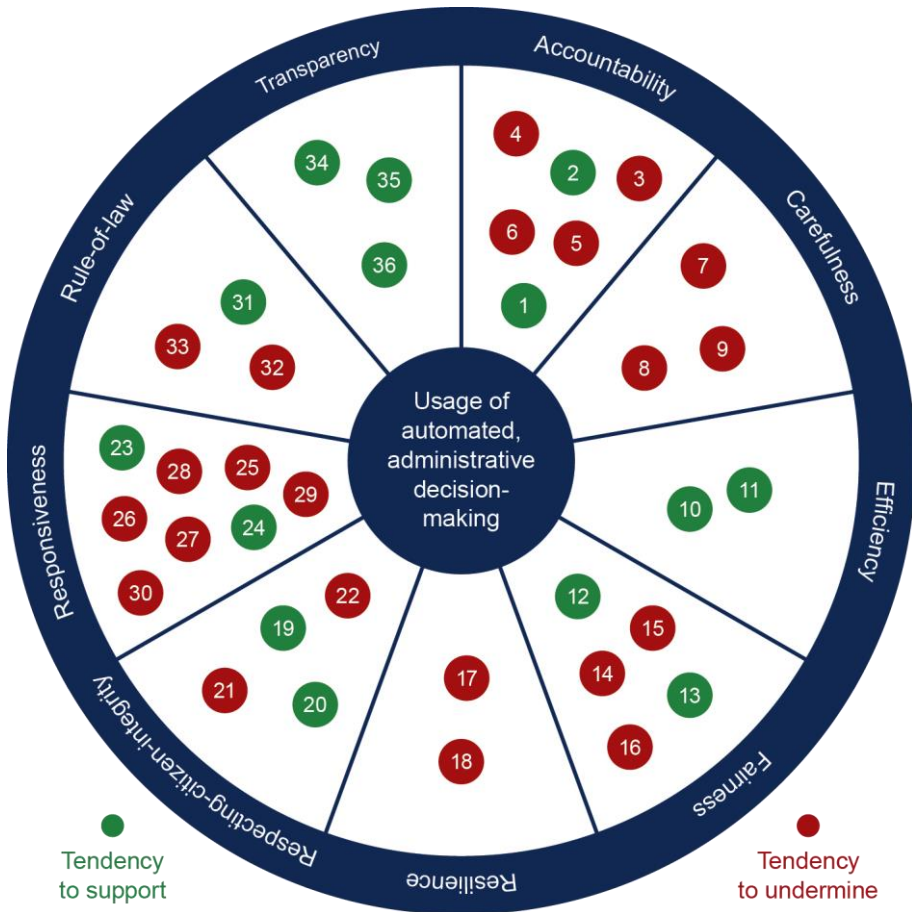 Transparency
Accountability
Carefulness
Efficiency
Fairness
Resilience
Respecting-citizen-integrity
Responsiveness
Rule-of-law
34
35
36
4
2
3
6
5
1
7
9
8
11
10
12
15
14
13
16
17
18
22
19
20
21
23
28
25
29
26
24
27
30
31
33
32
Usage of
automated,
administrative
decision-
making
Tendency
to support
Tendency
to undermine